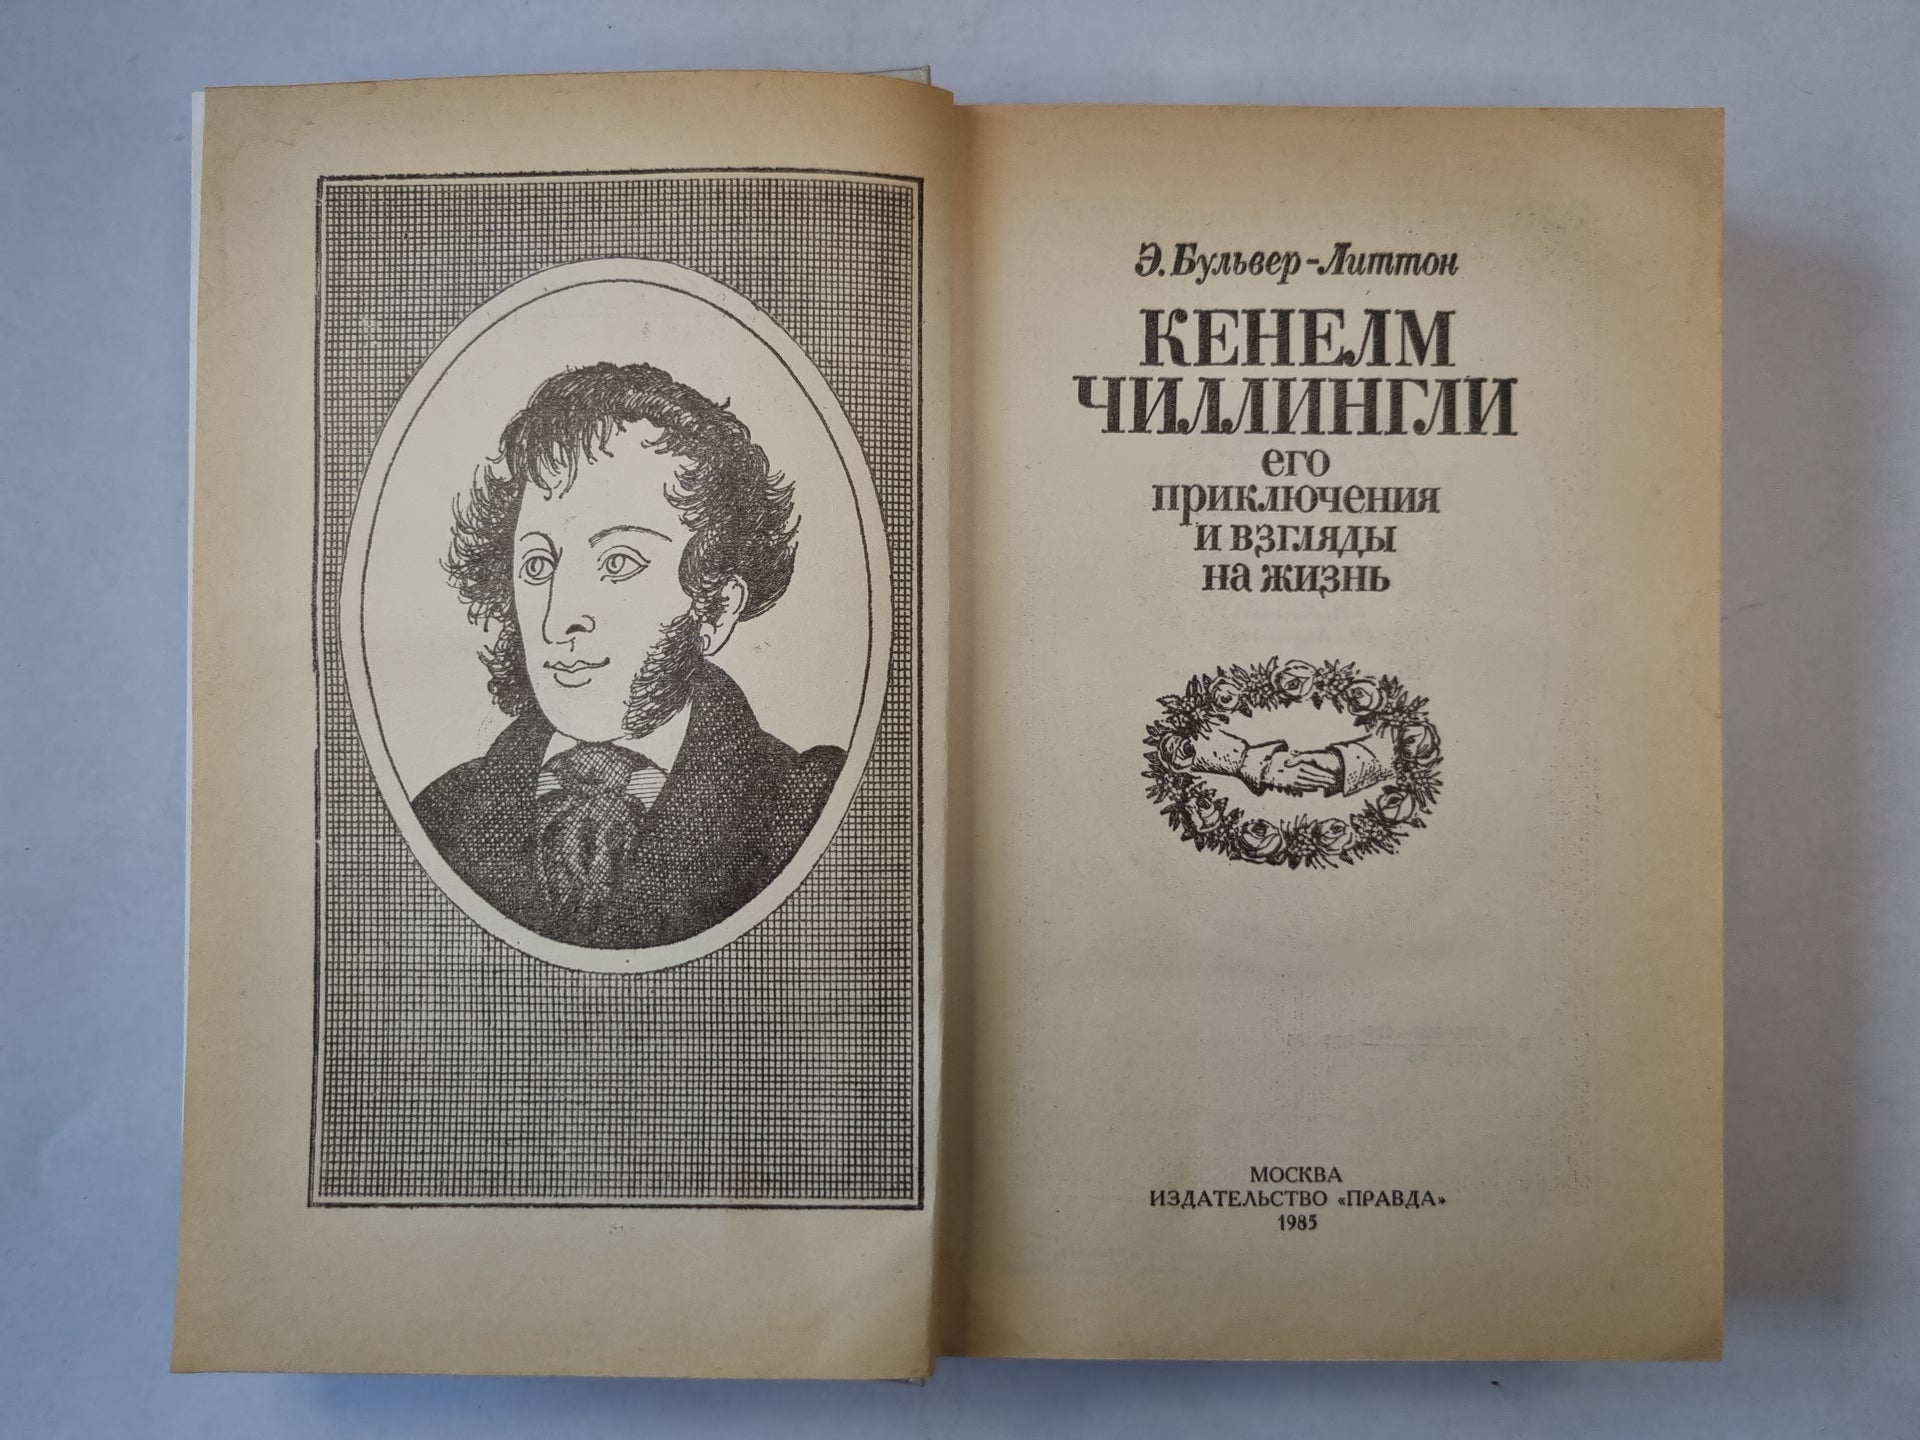 Э. Бульвер-Литтон
КЕНЕЛМ
ЧИЛЛИНГЛИ
его
приключения
и взгляды
на жизнь
МОСКВА
ИЗДАТЕЛЬСТВО «ПРАВДА»
1985